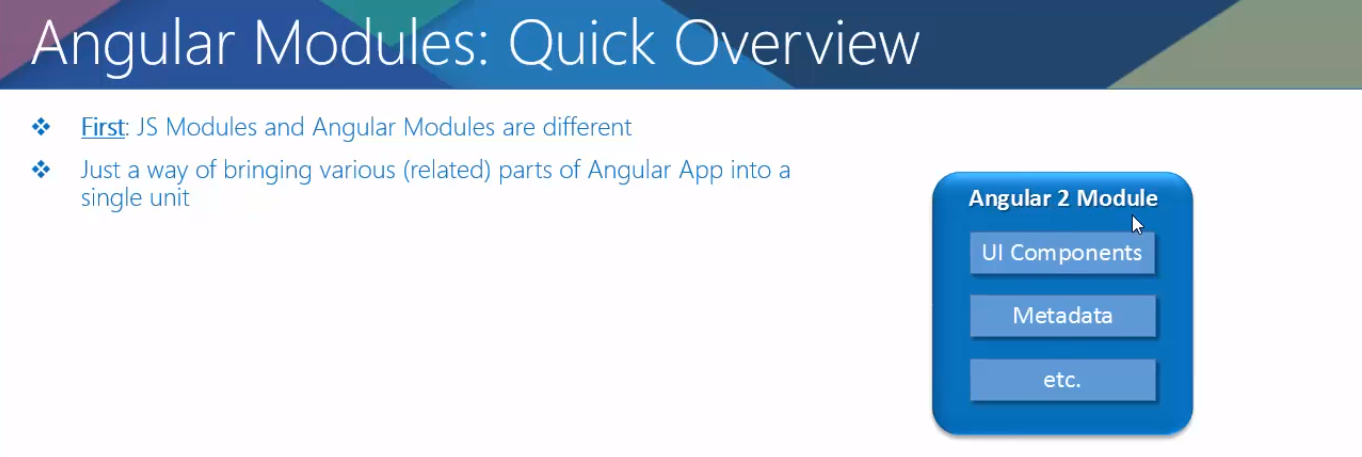 Angular Modules: Quick Overview
First: JS Modules and Angular Modules are different
Just a way of bringing various (related) parts of Angular App into a
single unit
Angular 2 Module
UI Components
Metadata
etc.